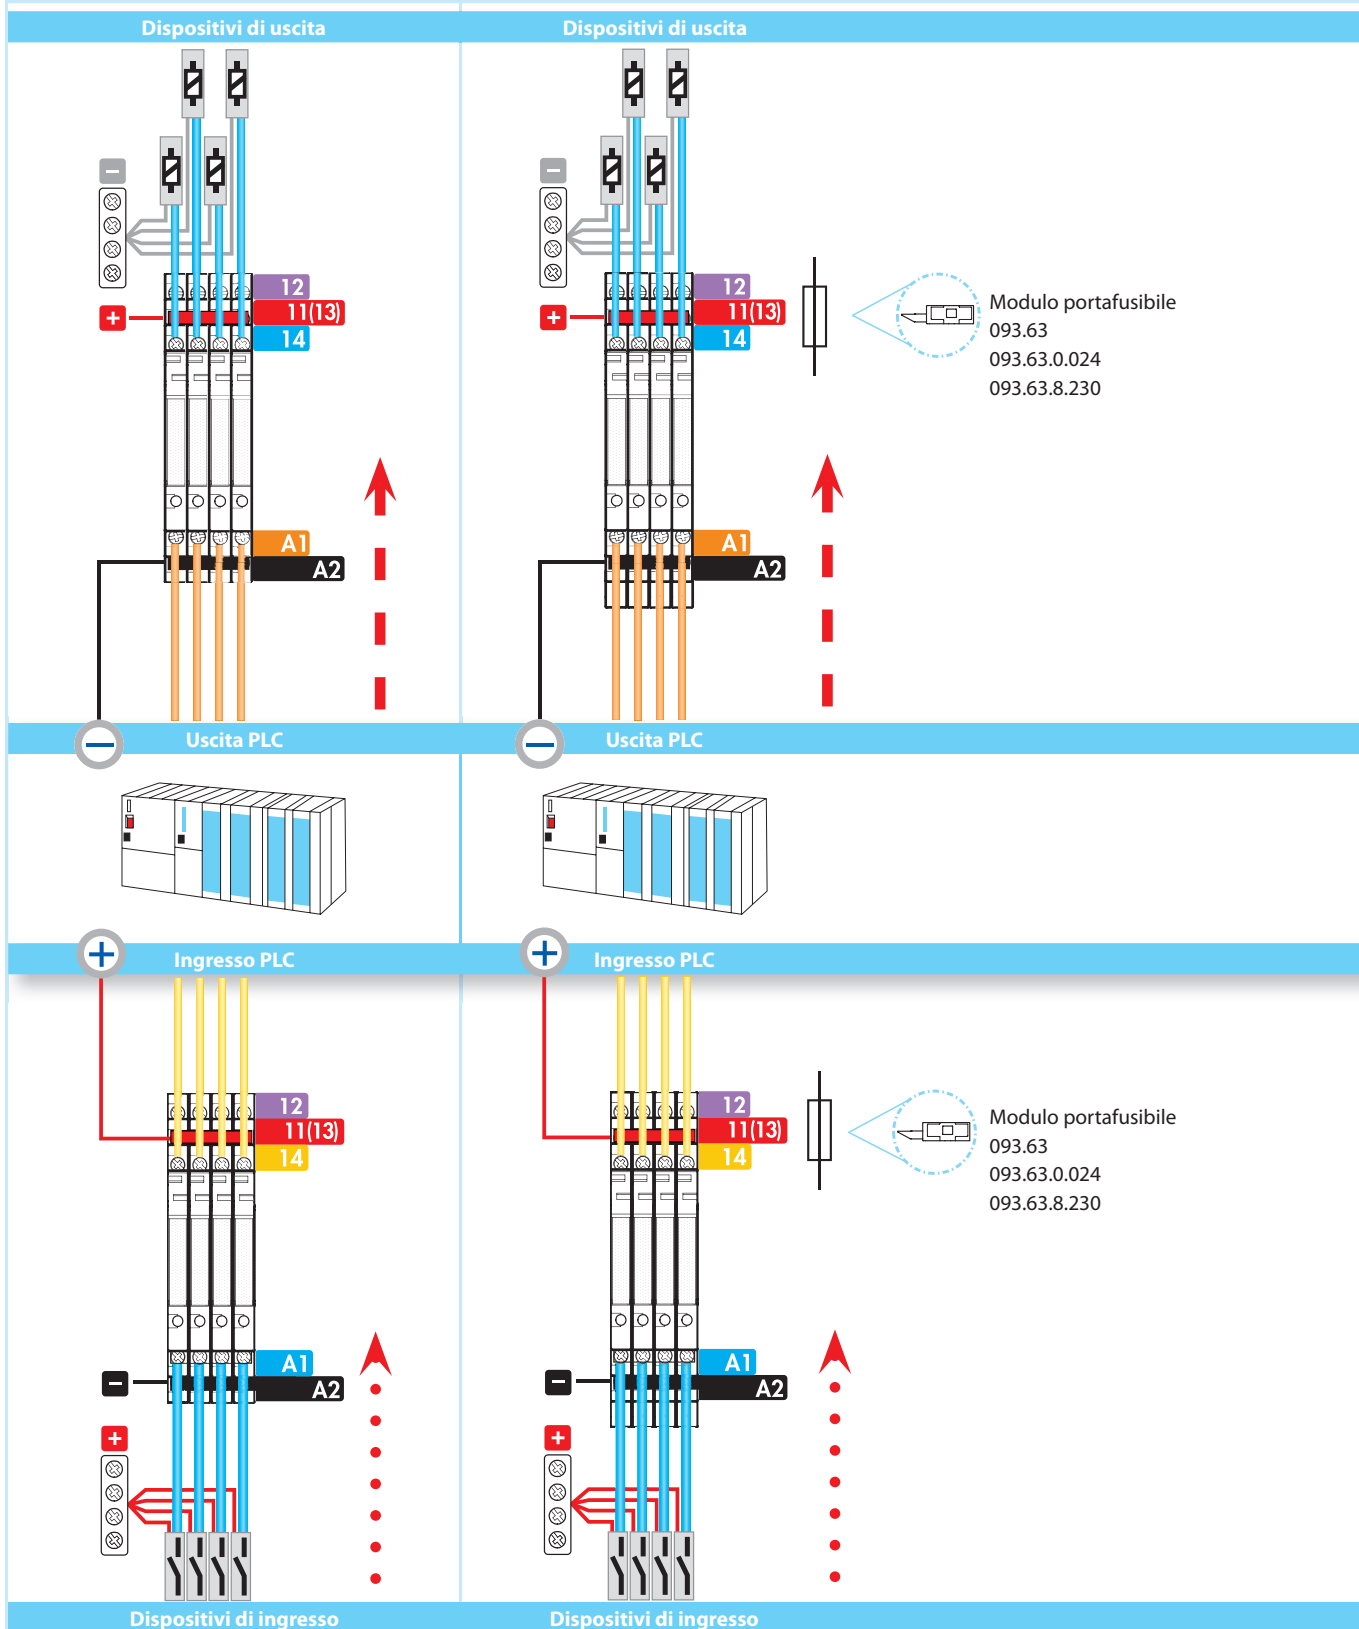 Dispositivi di uscita
Dispositivi di uscita
12
11(13)
14
12
11(13)
14
Modulo portafusibile
093.63
093.63.0.024
093.63.8.230
A1
A2
A1
A2
Uscita PLC
Uscita PLC
Ingresso PLC
Ingresso PLC
12
11(13)
14
12
11(13)
14
Modulo portafusibile
093.63
093.63.0.024
093.63.8.230
A1
A2
A1
A2
Dispositivi di ingresso
Dispositivi di ingresso